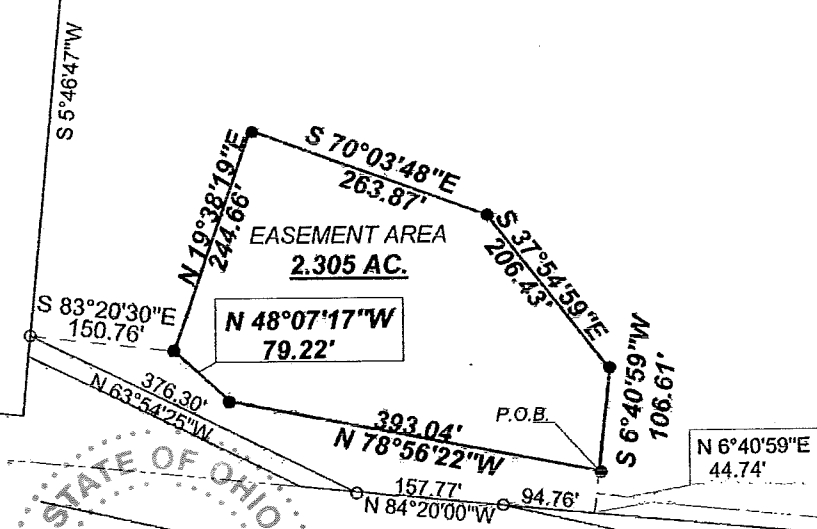 S 5°46'47"W
S 70°03'48"E
263.87'
N 19°38'19"E
244.66'
EASEMENT AREA
2.305 AC.
S 37°54'59"E
206.43'
S 83°20'30"E
150.76'
N 48°07'17"W
79.22'
S 6°40'59"W
106.61'
376.30'
N 63°54'25"W
393.04'
N 78°56'22"W
P.O.B.
N 6°40'59"E
44.74'
STATE OF OHIO
157.77'
N 84°20'00"W
94.76'